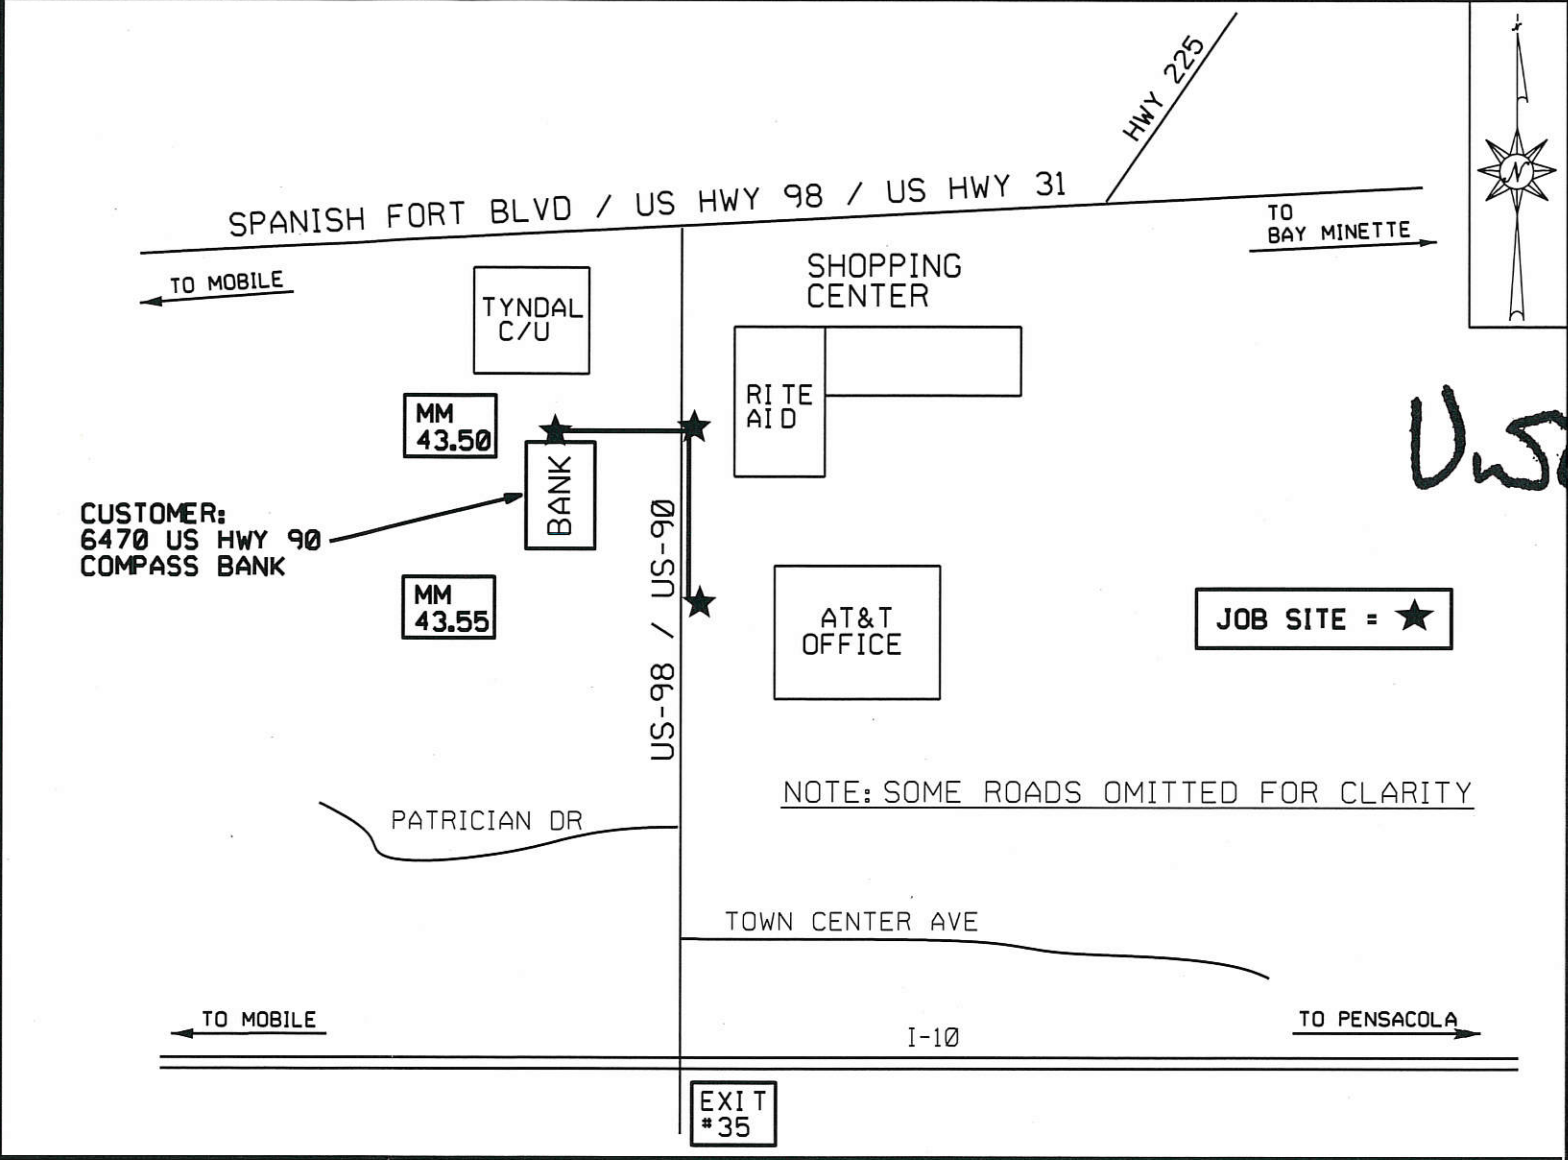 HWY 225
SPANISH FORT BLVD / US HWY 98 / US HWY 31
N
TO
BAY MINETTE
TO MOBILE
SHOPPING
CENTER
TYNDAL
C/U
RITE
AID
MM
43.50
BANK
CUSTOMER:
6470 US HWY 90
COMPASS BANK
US-98 / US-90
MM
43.55
AT&T
OFFICE
JOB SITE =
NOTE: SOME ROADS OMITTED FOR CLARITY
PATRICIAN DR
TOWN CENTER AVE
TO MOBILE
TO PENSACOLA
I-10
EXIT
#35